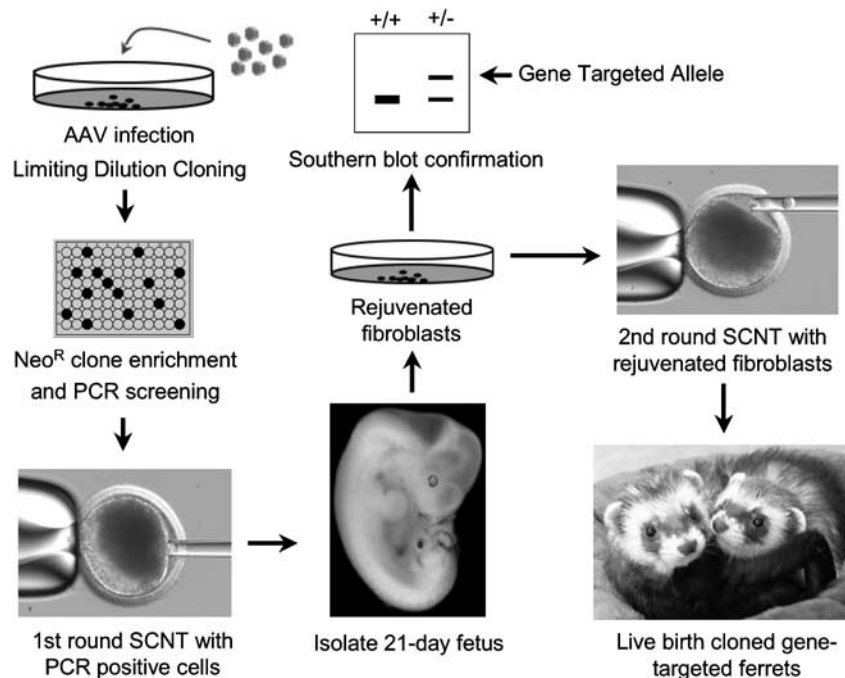 AAV infection
Limiting Dilution Cloning
Neo^R clone enrichment
and PCR screening
1st round SCNT with
PCR positive cells
Isolate 21-day fetus
Rejuvenated
fibroblasts
+/+ +/-
Gene Targeted Allele
Southern blot confirmation
2nd round SCNT with
rejuvenated fibroblasts
Live birth cloned gene-
targeted ferrets